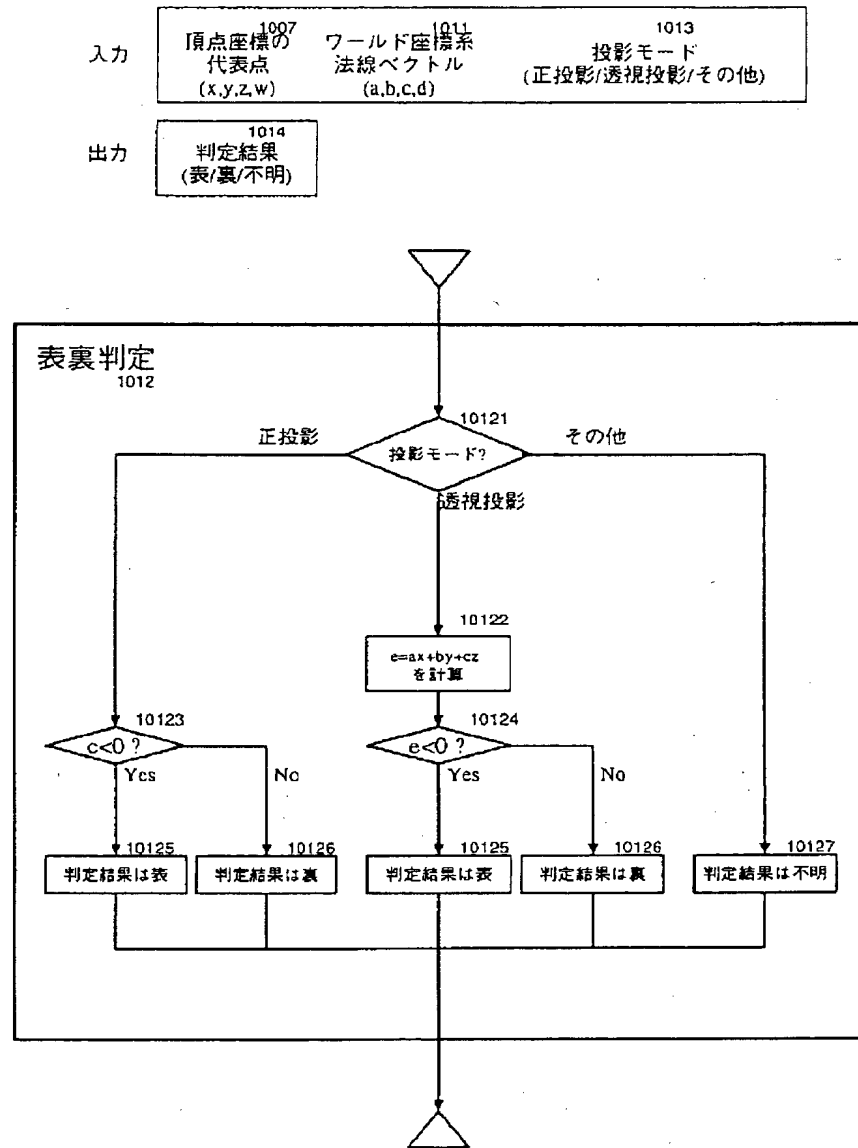 入力
1007
頂点座標の
代表点
(x,y,z,w)
1011
ワールド座標系
法線ベクトル
(a,b,c,d)
1013
投影モード
(正投影/透視投影/その他)
出力
1014
判定結果
(表/裏/不明)
表裏判定
1012
10121
正投影
投影モード?
その他
透視投影
10122
e=ax+by+cz
を計算
10123
c<0 ?
Yes
No
10124
e<0 ?
Yes
No
10125
判定結果は表
10126
判定結果は裏
10125
判定結果は表
10126
判定結果は裏
10127
判定結果は不明